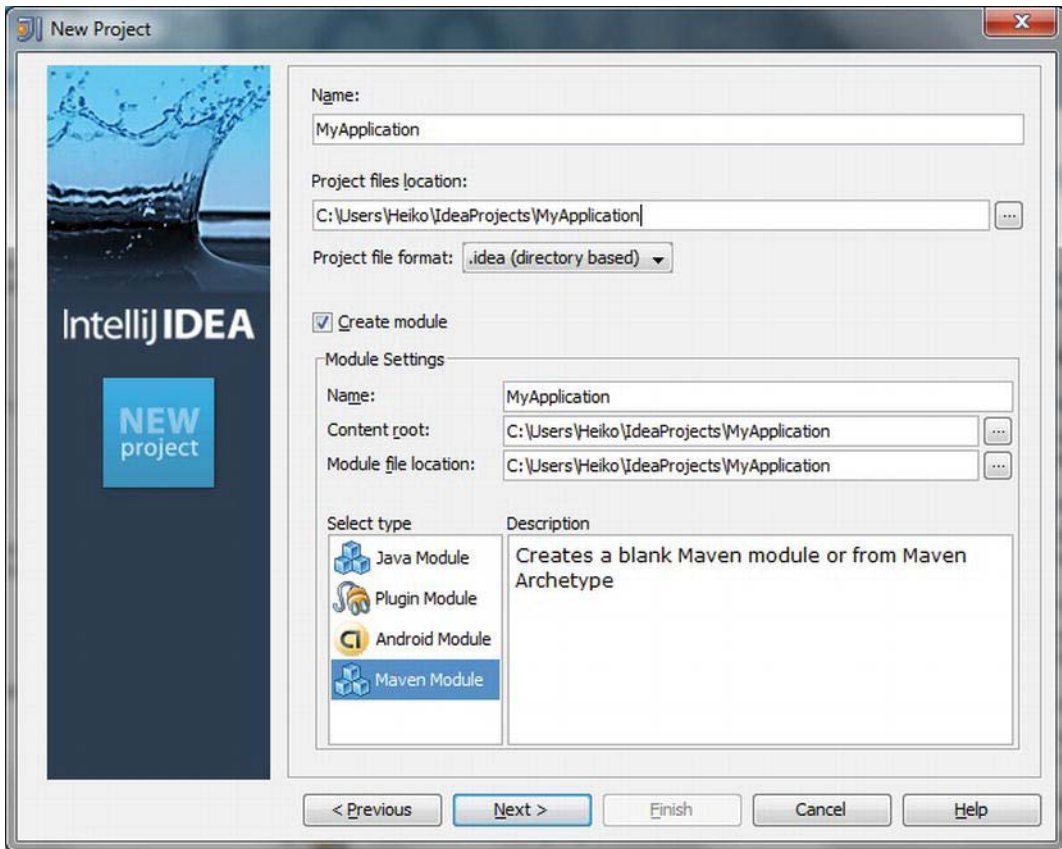 New Project
IntelliJ IDEA
NEW
project
Name:
MyApplication
Project files location:
C:\Users\Heiko\IdeaProjects\MyApplication
...
Project file format: .idea (directory based)
Create module
Module Settings
Name: MyApplication
Content root: C:\Users\Heiko\IdeaProjects\MyApplication ...
Module file location: C:\Users\Heiko\IdeaProjects\MyApplication ...
Select type
Java Module
Plugin Module
Android Module
Maven Module
Description
Creates a blank Maven module or from Maven
Archetype
< Previous
Next >
Finish
Cancel
Help